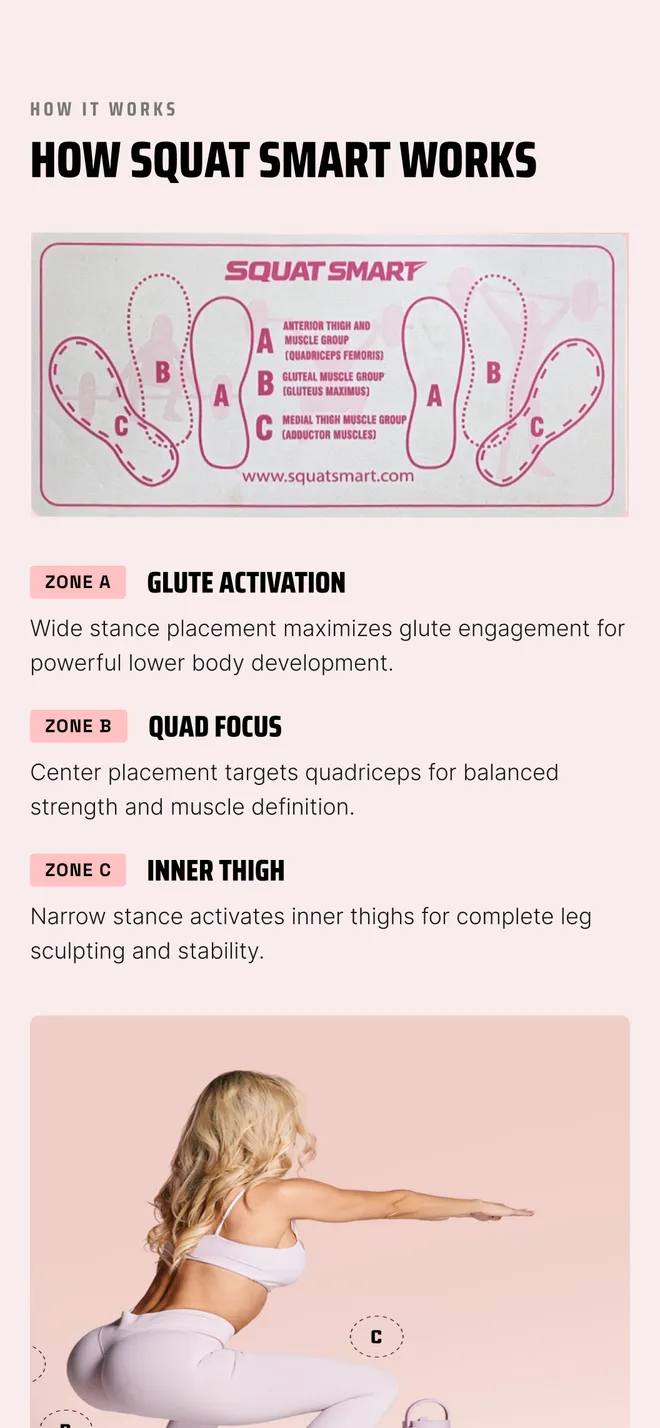 HOW IT WORKS
HOW SQUAT SMART WORKS
SQUAT SMART
A ANTERIOR THIGH AND
MUSCLE GROUP
(QUADRICEPS FEMORIS)
B GLUTEAL MUSCLE GROUP
(GLUTEUS MAXIMUS)
C MEDIAL THIGH MUSCLE GROUP
(ADDUCTOR MUSCLES)
C
B
A
A
B
C
www.squatsmart.com
ZONE A GLUTE ACTIVATION
Wide stance placement maximizes glute engagement for
powerful lower body development.
ZONE B QUAD FOCUS
Center placement targets quadriceps for balanced
strength and muscle definition.
ZONE C INNER THIGH
Narrow stance activates inner thighs for complete leg
sculpting and stability.
C